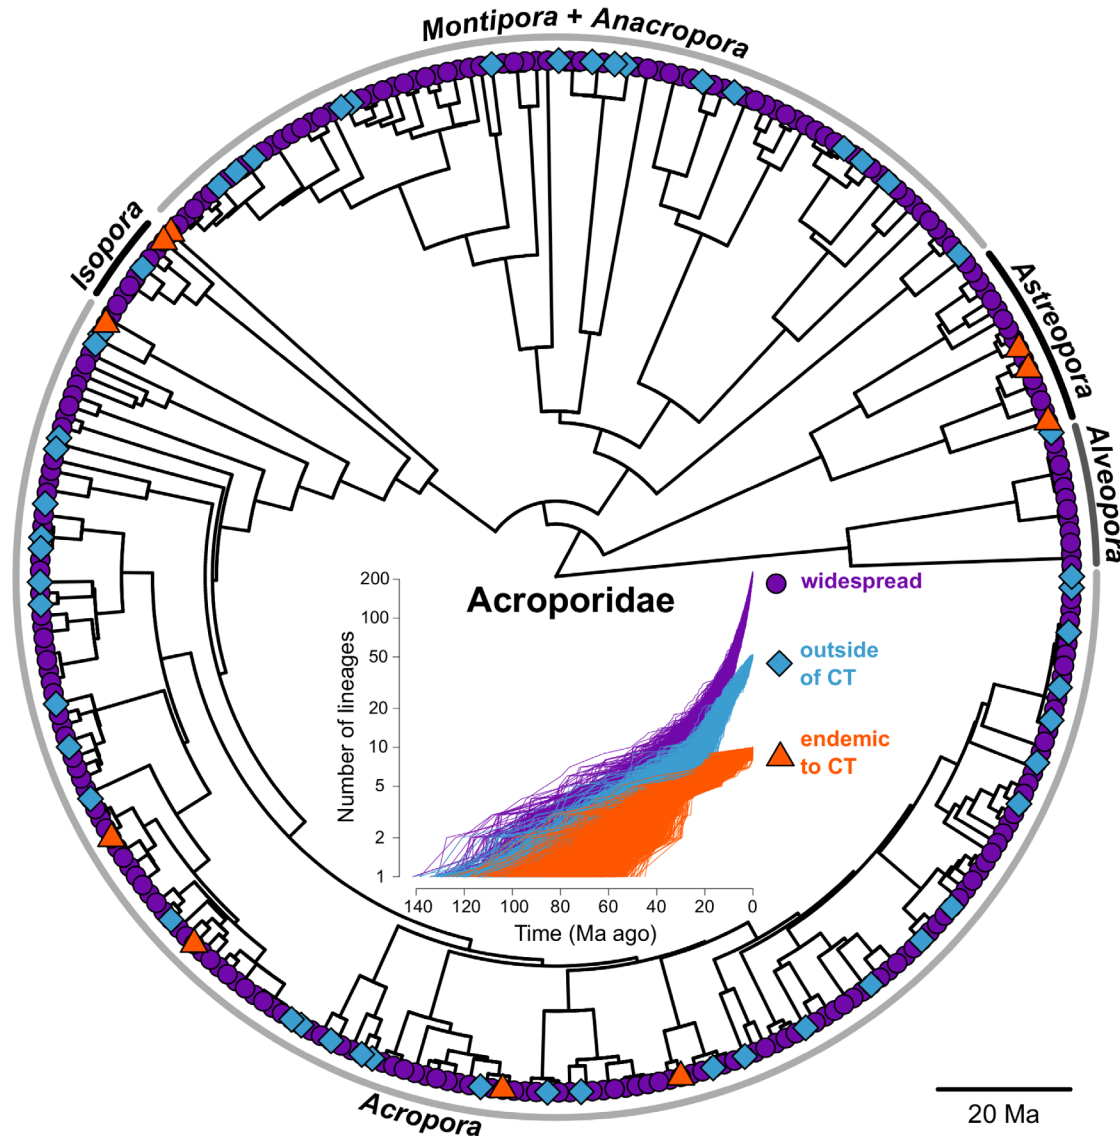 Montipora + Anacropora
Isopora
Astreopora
Alveopora
Acroporidae
widespread
outside
of CT
endemic
to CT
Number of lineages
200
100
50
20
10
5
2
1
140 120 100 80 60 40 20 0
Time (Ma ago)
Acropora
20 Ma